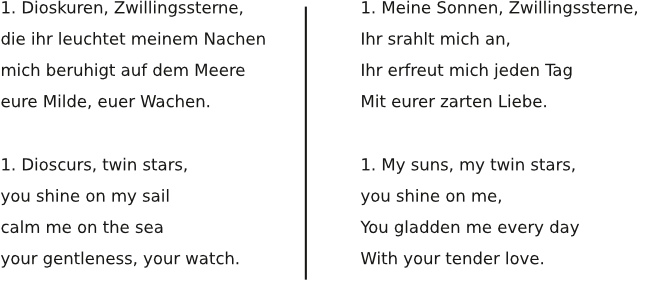 1. Dioskuren, Zwillingssterne,
die ihr leuchtet meinem Nachen
mich beruhigt auf dem Meere
eure Milde, euer Wachen.
1. Dioscurs, twin stars,
you shine on my sail
calm me on the sea
your gentleness, your watch.
1. Meine Sonnen, Zwillingssterne,
Ihr srahlt mich an,
Ihr erfreut mich jeden Tag
Mit eurer zarten Liebe.
1. My suns, my twin stars,
you shine on me,
You gladden me every day
With your tender love.